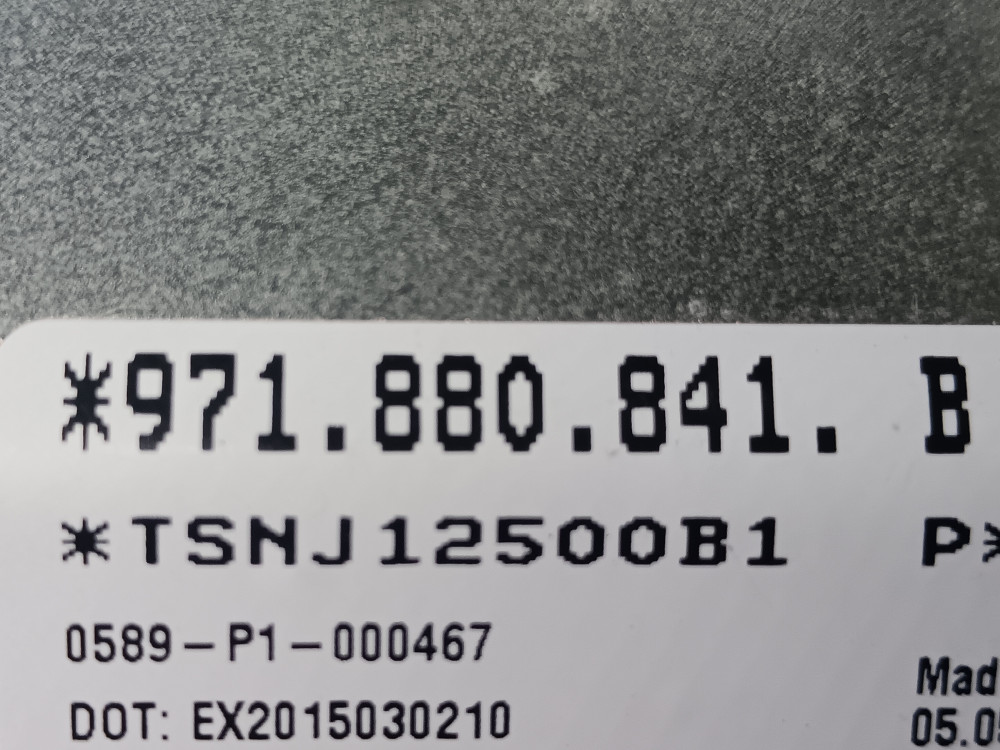 *971.880.841. B
*TSNJ12500B1 P*
0589-P1-000467
Mad
DOT: EX2015030210
05.0